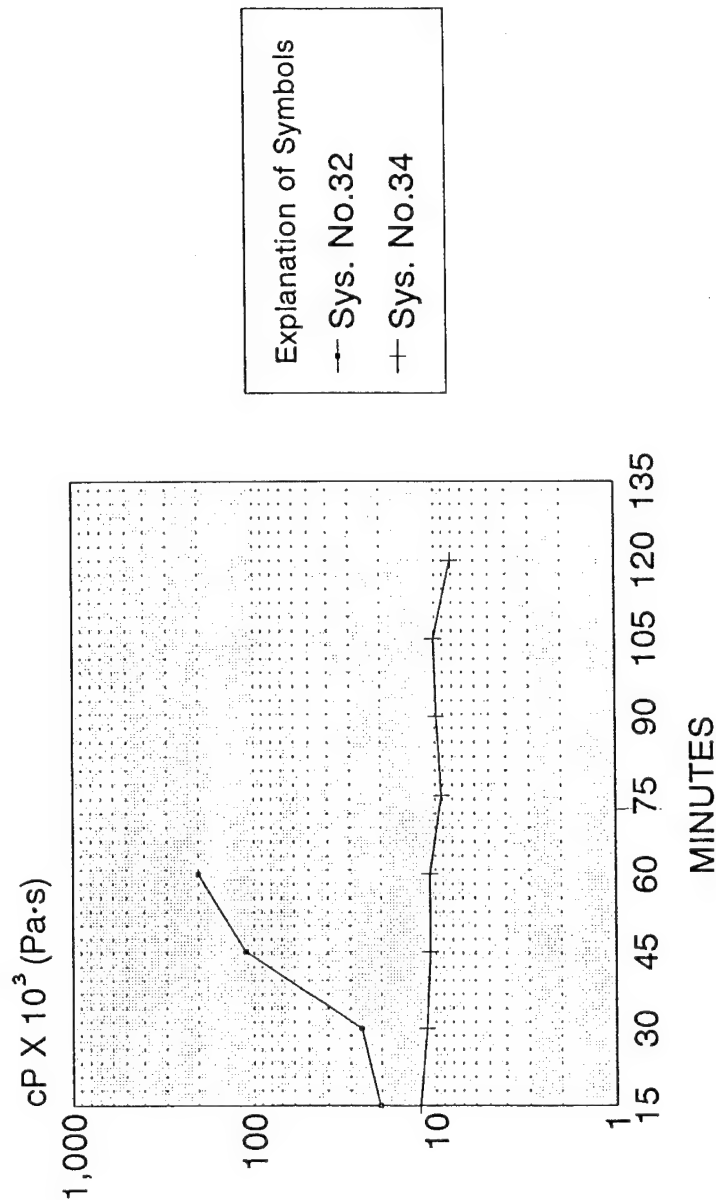 cP X 10³ (Pa·s)
1,000
100
10
1
15 30 45 60 75 90 105 120 135
MINUTES
Explanation of Symbols
Sys. No.32
Sys. No.34